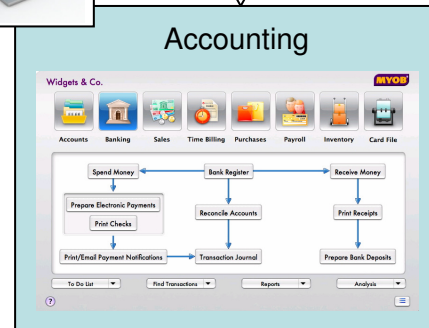 Accounting
Widgets & Co. MYOB
Accounts Banking Sales Time Billing Purchases Payroll Inventory Card File
Spend Money Bank Register Receive Money
Prepare Electronic Payments
Print Checks
Reconcile Accounts Print Receipts
Print/Email Payment Notifications Transaction Journal Prepare Bank Deposits
To Do List Find Transactions Reports Analysis
?